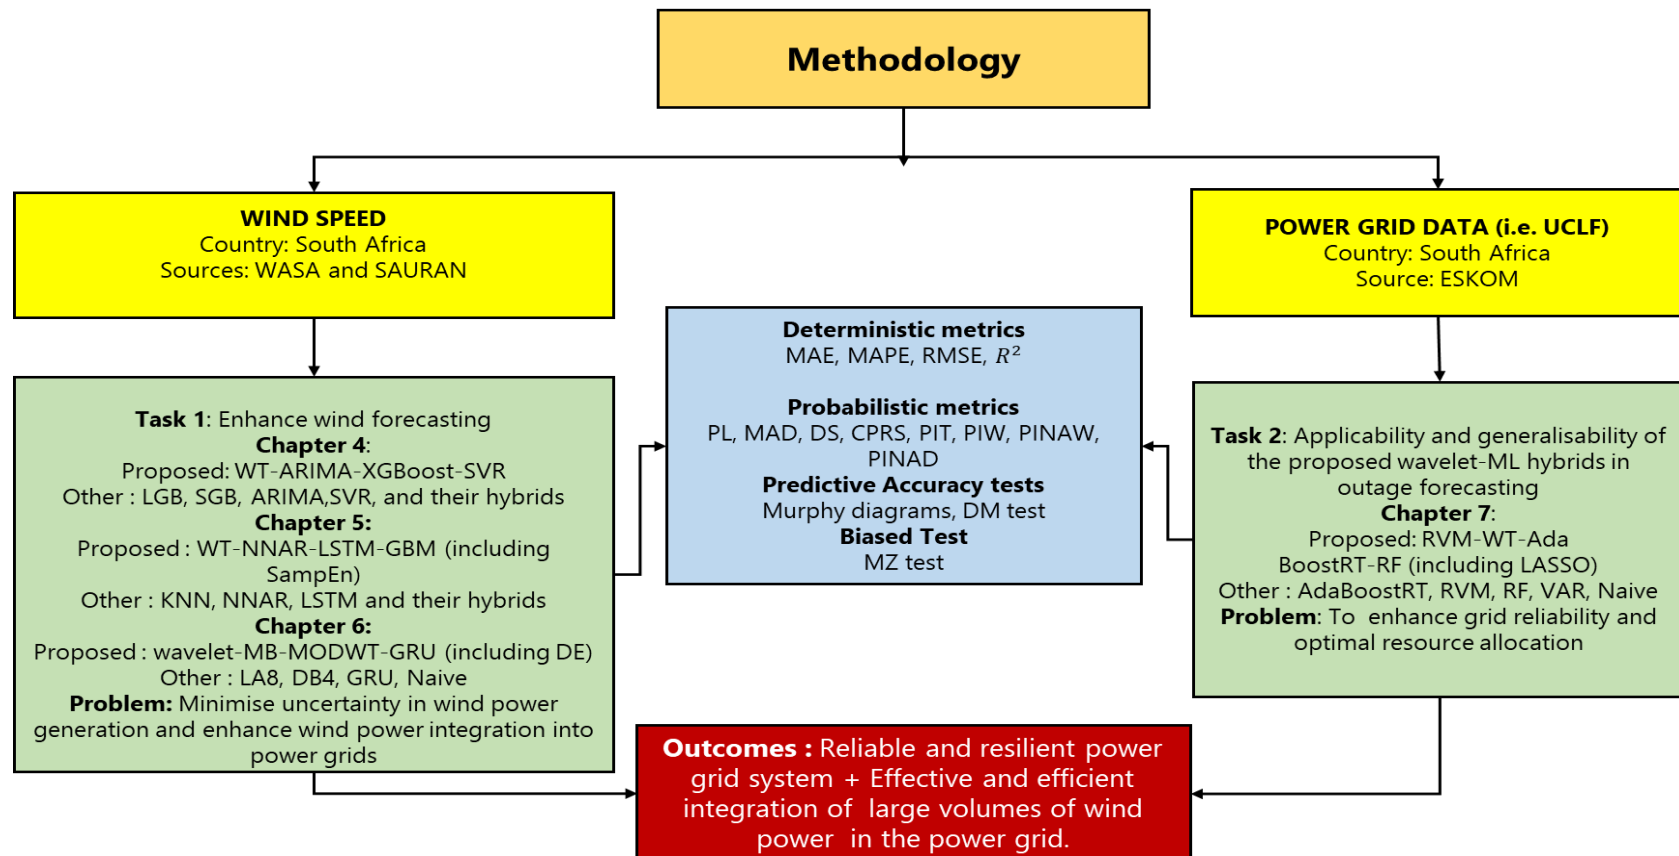 Methodology
WIND SPEED
Country: South Africa
Sources: WASA and SAURAN
POWER GRID DATA (i.e. UCLF)
Country: South Africa
Source: ESKOM
Deterministic metrics
MAE, MAPE, RMSE, R²
Probabilistic metrics
PL, MAD, DS, CPRS, PIT, PIW, PINAW,
PINAD
Predictive Accuracy tests
Murphy diagrams, DM test
Biased Test
MZ test
Task 1: Enhance wind forecasting
Chapter 4:
Proposed: WT-ARIMA-XGBoost-SVR
Other : LGB, SGB, ARIMA,SVR, and their hybrids
Chapter 5:
Proposed : WT-NNAR-LSTM-GBM (including
SampEn)
Other : KNN, NNAR, LSTM and their hybrids
Chapter 6:
Proposed : wavelet-MB-MODWT-GRU (including DE)
Other : LA8, DB4, GRU, Naive
Problem: Minimise uncertainty in wind power
generation and enhance wind power integration into
power grids
Task 2: Applicability and generalisability of
the proposed wavelet-ML hybrids in
outage forecasting
Chapter 7:
Proposed: RVM-WT-Ada
BoostRT-RF (including LASSO)
Other : AdaBoostRT, RVM, RF, VAR, Naive
Problem: To enhance grid reliability and
optimal resource allocation
Outcomes : Reliable and resilient power
grid system + Effective and efficient
integration of large volumes of wind
power in the power grid.